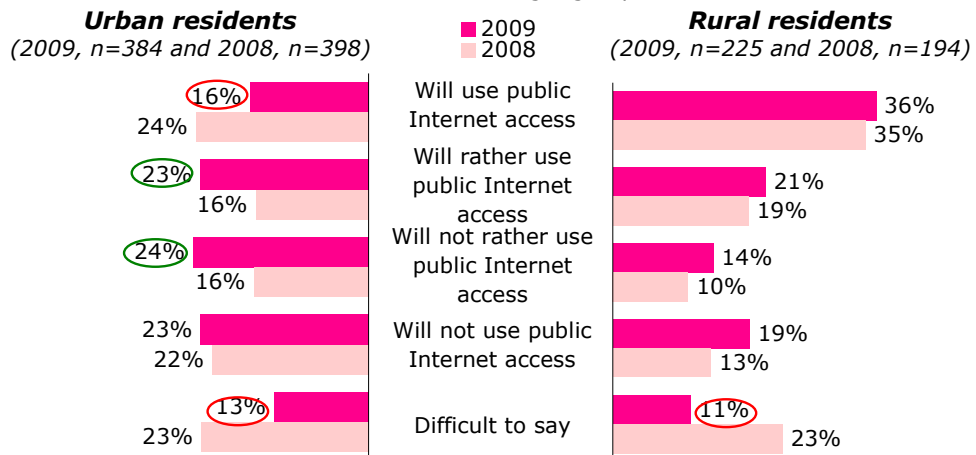 Urban residents
(2009, n=384 and 2008, n=398)
2009
2008
Rural residents
(2009, n=225 and 2008, n=194)
16%
24%
Will use public
Internet access
36%
35%
23%
16%
Will rather use
public Internet
access
21%
19%
24%
16%
Will not rather use
public Internet
access
14%
10%
23%
22%
Will not use public
Internet access
19%
13%
13%
23%
Difficult to say
11%
23%